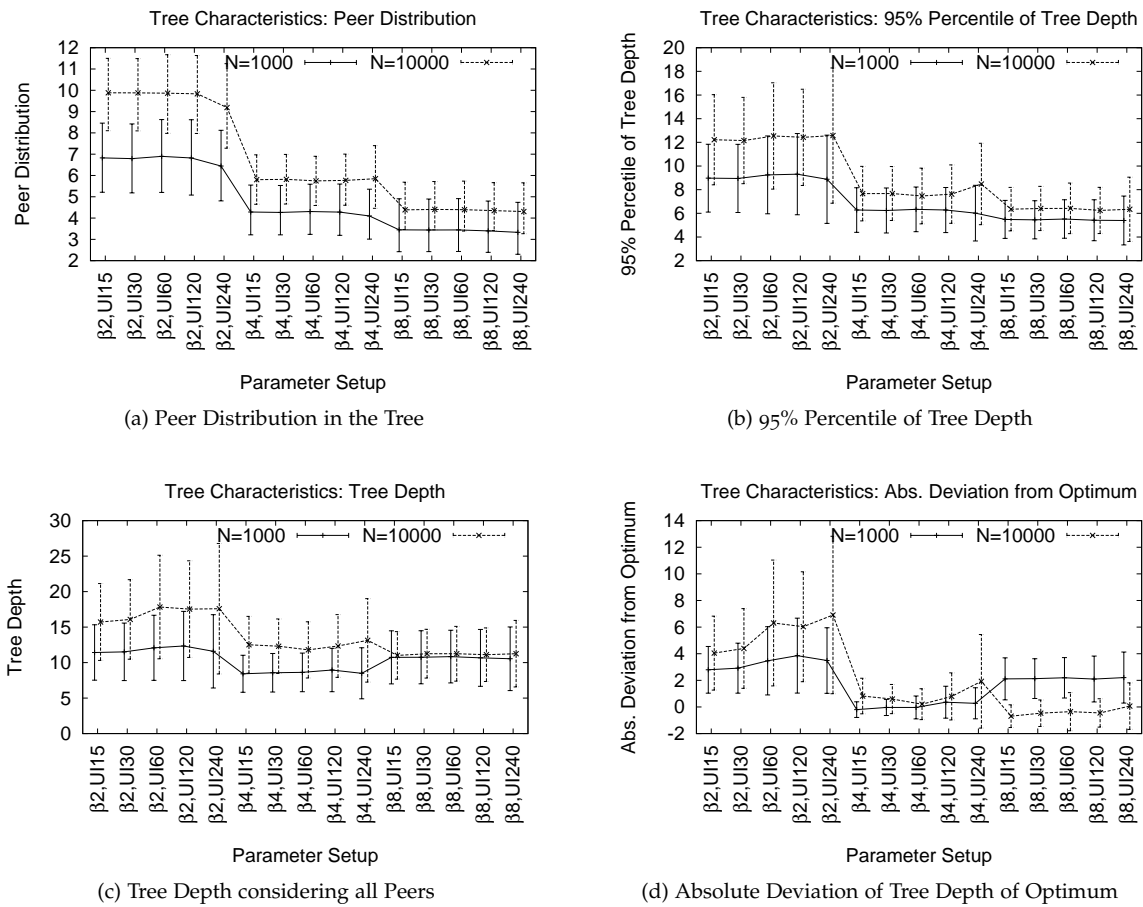 Tree Characteristics: Peer Distribution
N=1000
N=10000
12
11
10
9
8
7
6
5
4
3
2
Peer Distribution
β2,UI15
β2,UI30
β2,UI60
β2,UI120
β2,UI240
β4,UI15
β4,UI30
β4,UI60
β4,UI120
β4,UI240
β8,UI15
β8,UI30
β8,UI60
β8,UI120
β8,UI240
Parameter Setup
(a) Peer Distribution in the Tree
Tree Characteristics: 95% Percentile of Tree Depth
N=1000
N=10000
20
18
16
14
12
10
8
6
4
2
95% Percetile of Tree Depth
β2,UI15
β2,UI30
β2,UI60
β2,UI120
β2,UI240
β4,UI15
β4,UI30
β4,UI60
β4,UI120
β4,UI240
β8,UI15
β8,UI30
β8,UI60
β8,UI120
β8,UI240
Parameter Setup
(b) 95% Percentile of Tree Depth
Tree Characteristics: Tree Depth
N=1000
N=10000
30
25
20
15
10
5
0
Tree Depth
β2,UI15
β2,UI30
β2,UI60
β2,UI120
β2,UI240
β4,UI15
β4,UI30
β4,UI60
β4,UI120
β4,UI240
β8,UI15
β8,UI30
β8,UI60
β8,UI120
β8,UI240
Parameter Setup
(c) Tree Depth considering all Peers
Tree Characteristics: Abs. Deviation from Optimum
N=1000
N=10000
14
12
10
8
6
4
2
0
-2
Abs. Deviation from Optimum
β2,UI15
β2,UI30
β2,UI60
β2,UI120
β2,UI240
β4,UI15
β4,UI30
β4,UI60
β4,UI120
β4,UI240
β8,UI15
β8,UI30
β8,UI60
β8,UI120
β8,UI240
Parameter Setup
(d) Absolute Deviation of Tree Depth of Optimum